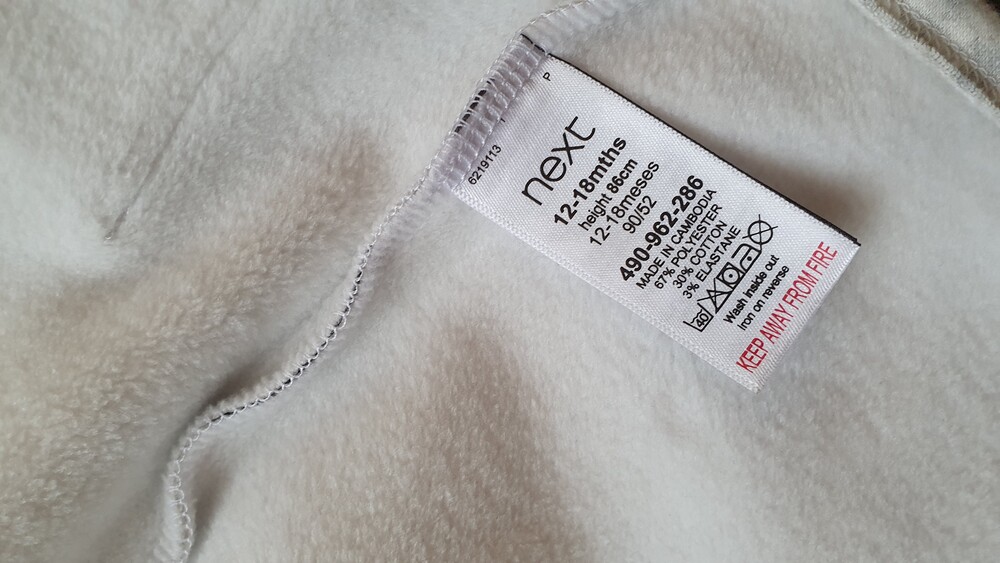 P
6219113
next
12-18mths
height 86cm
12-18meses
90/52
490-962-286
MADE IN CAMBODIA
67% POLYESTER
30% COTTON
3% ELASTANE
40
Wash inside out
Iron on reverse
KEEP AWAY FROM FIRE